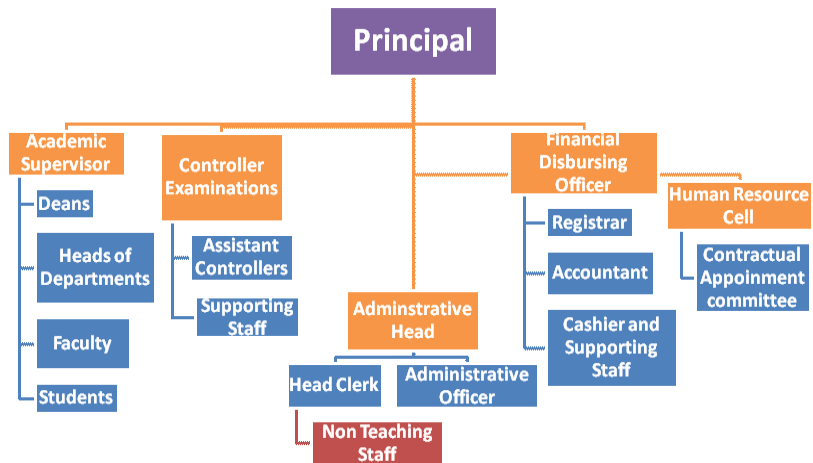 Principal
Academic
Supervisor
Deans
Heads of
Departments
Faculty
Students
Controller
Examinations
Assistant
Controllers
Supporting
Staff
Adminstrative
Head
Head Clerk
Administrative
Officer
Non Teaching
Staff
Financial
Disbursing
Officer
Registrar
Accountant
Cashier and
Supporting
Staff
Human Resource
Cell
Contractual
Appoinment
committee